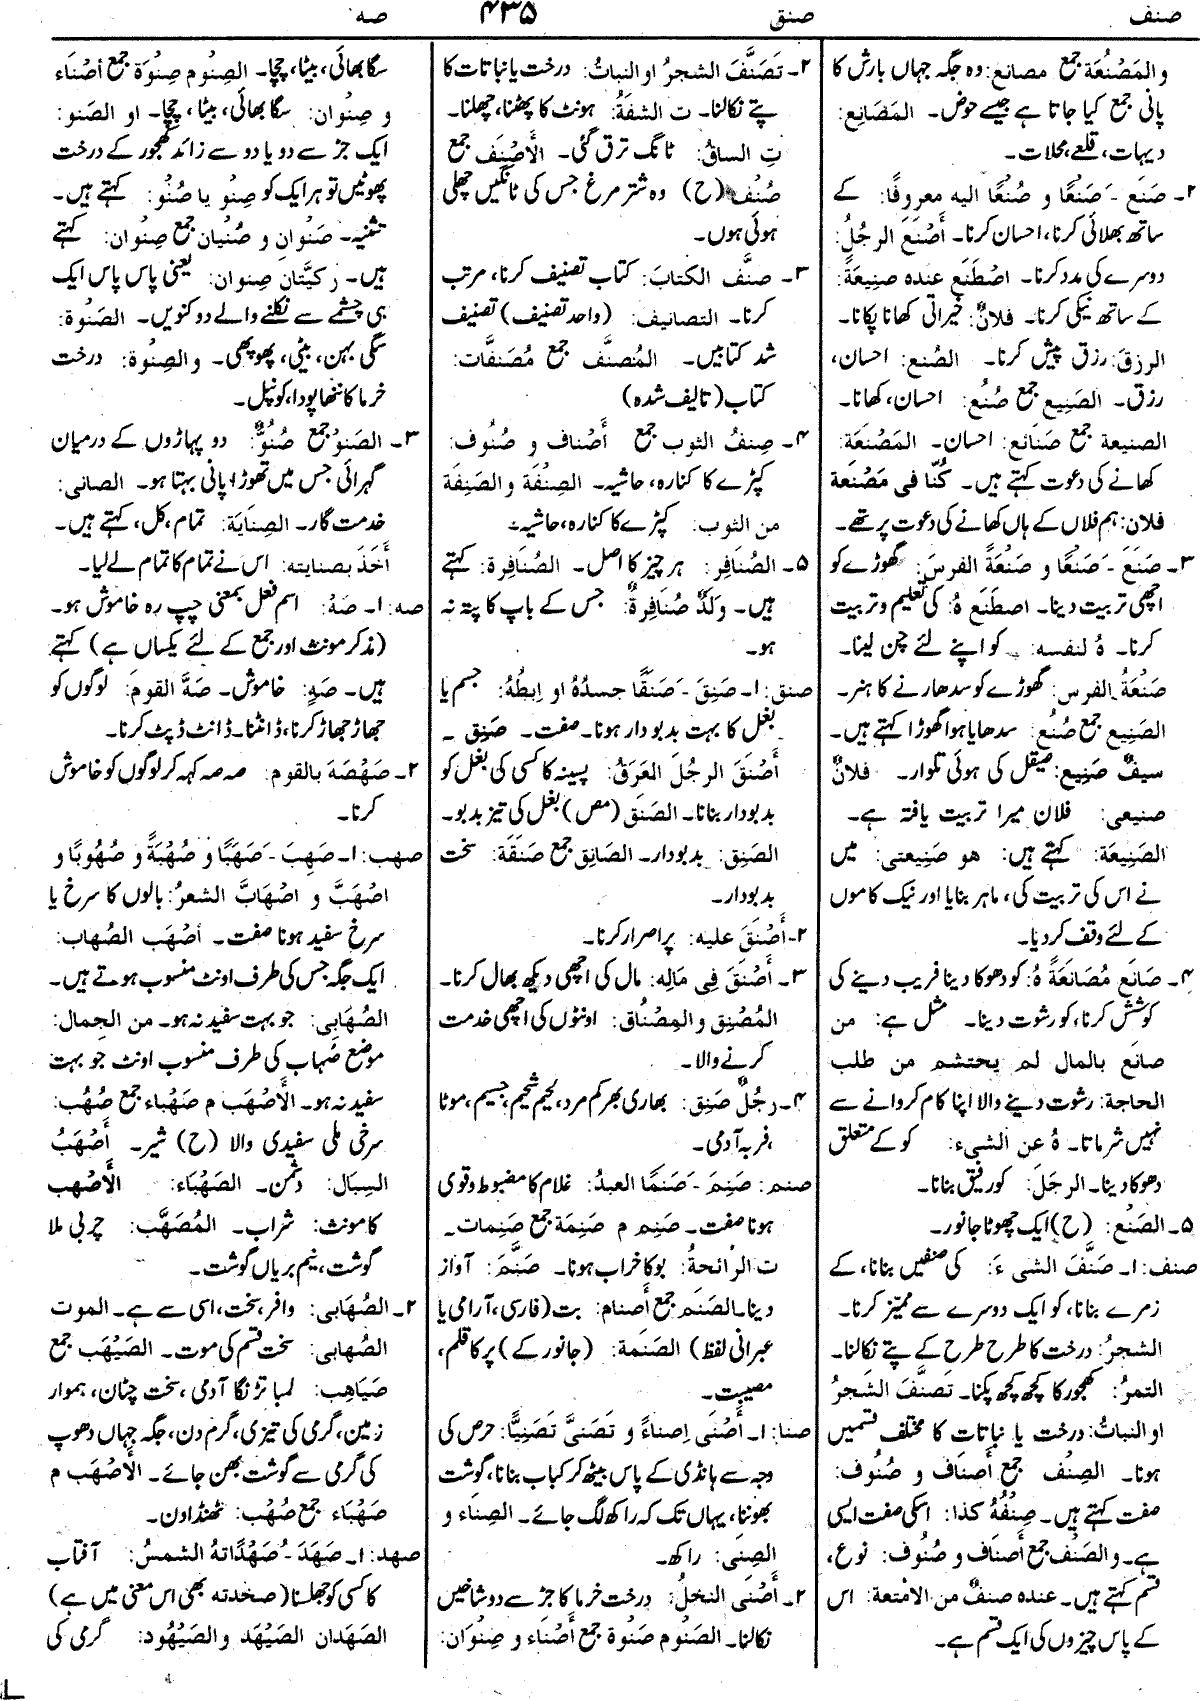 صنف
صنق
۴۳۵
صه
والمَصْنُعَة جمع مصانع: وہ جگہ جہاں بارش کا
پانی جمع کیا جاتا ہے جیسے حوض۔ المَصَانِع:
دیہات، قلعے، محلات۔
۲۔ صَنَع ۔َ صَنْعًا و صُنْعًا الیه معروفًا: کے
ساتھ بھلائی کرنا، احسان کرنا۔ أَصْنَعَ الرجلُ:
دوسرے کی مدد کرنا۔ اصْطَنَع عنده صنیعَةً:
کے ساتھ نیکی کرنا۔ فلانٌ: خیراتی کھانا پکانا۔
الرزقَ: رزق پیش کرنا۔ الصُنع: احسان،
رزق۔ الصَنِیع جمع صُنُع: احسان، کھانا۔
الصنیعة جمع صَنَائع: احسان۔ المَصْنَعَة:
کھانے کی دعوت کہتے ہیں۔ کُنّا فی مَصْنَعة
فلان: ہم فلاں کے ہاں کھانے کی دعوت پر تھے۔
۳۔ صَنَعَ ۔َ صَنْعًا و صَنْعَةً الفرسَ: گھوڑے کو
اچھی تربیت دینا۔ اصطَنَع هُ: کی تعلیم و تربیت
کرنا۔ هُ لنفسه: کو اپنے لئے چن لینا۔
صَنْعَةُ الفرس: گھوڑے کو سدھارنے کا ہنر۔
الصَنِیع جمع صُنُع: سدھایا ہوا گھوڑا کہتے ہیں۔
سیفٌ صَنِیع: صیقل کی ہوئی تلوار۔ فلانٌ
صنیعی: فلان میرا تربیت یافتہ ہے۔
الصَنِیعَة: کہتے ہیں: هو صَنِیعتی: میں
نے اس کی تربیت کی، ماہر بنایا اور نیک کاموں
کے لئے وقف کردیا۔
۴۔ صَانَع مُصَانَعَةً هُ: کو دھوکا دینا فریب دینے کی
کوشش کرنا، کو رشوت دینا۔ مثل ہے: من
صانَع بالمال لم یحتشم من طلب
الحاجة: رشوت دینے والا اپنا کام کروانے سے
نہیں شرماتا۔ هُ عن الشیء: کو کے متعلق
دھوکا دینا۔ الرجلَ: کو رفیق بنانا۔
۵۔ الصُنْع: (ح) ایک چھوٹا جانور۔
صنف: ۱۔ صَنَّفَ الشی ءَ: کی صنفیں بنانا، کے
زمرے بنانا، کو ایک دوسرے سے ممیّز کرنا۔
الشجرُ: درخت کا طرح طرح کے پتے نکالنا۔
التمرُ: کھجور کا کچھ کچھ پکنا۔ تَصَنَّفَ الشَجرُ
او النباتُ: درخت یا نباتات کا مختلف قسمیں
ہونا۔ الصِنْف جمع أصناف و صُنُوف:
صفت کہتے ہیں۔ صِنْفُهُ کذا: اسکی صفت ایسی
ہے۔ والصَنْف جمع أَصناف و صُنُوف: نوع،
قسم کہتے ہیں۔ عنده صنفٌ من الامتعة: اس
کے پاس چیزوں کی ایک قسم ہے۔
۲۔ تَصَنَّفَ الشجرُ او النباتُ: درخت یا نباتات کا
پتے نکالنا۔ ت الشفةُ: ہونٹ کا پھٹنا، چھلنا۔
تِ الساقُ: ٹانگ ترق گئی۔ الأَصْنف جمع
صُنْف (ح) وہ شتر مرغ جس کی ٹانگیں چھلی
ہوئی ہوں۔
۳۔ صنَّف الکتابَ: کتاب تصنیف کرنا، مرتب
کرنا۔ التصانیف: (واحد تصنیف) تصنیف
شد کتابیں۔ المُصنَّف جمع مُصَنفَّات:
کتاب (تالیف شدہ)
۴۔ صِنفُ الثوب جمع أَصْناف و صُنُوف:
کپڑے کا کنارہ، حاشیہ۔ الصِنْفَة والصَنِفَة
من الثوب: کپڑے کا کنارہ، حاشیہ۔
۵۔ الصُنَافِر: ہر چیز کا اصل۔ الصُنَافِرة: کہتے
ہیں۔ ولَدٌ صُنَافِرةٌ: جس کے باپ کا پتہ نہ
ہو۔
صنق: ۱۔ صَنِقَ ۔َ صَنَقًا جسدُهُ او اِبطُهُ: جسم یا
بغل کا بہت بدبودار ہونا۔ صفت۔ صَنِق ۔
أَصْنَقَ الرجلَ العَرَقُ: پسینہ کا کسی کی بغل کو
بدبودار بنانا۔ الصَنَق (مص) بغل کی تیز بدبو۔
الصَنِق: بدبودار۔ الصَانِق جمع صَنَقَة: سخت
بدبودار۔
۲۔ أَصْنَقَ علیه: پر اصرار کرنا۔
۳۔ أَصْنَقَ فِی مَالِه: مال کی اچھی دیکھ بھال کرنا۔
المُصْنِق و المِصْنَاق: اونٹوں کی اچھی خدمت
کرنے والا۔
۴۔ رجُلٌ صَنِق: بھاری بھرکم مرد، لحیم شحیم، جسیم، موٹا
، فربہ آدمی۔
صنم: صَنِمَ ۔َ صَنَمًا العبدُ: غلام کا مضبوط و قوی
ہونا صفت۔ صَنِم م صَنِمَة جمع صَنِمات۔
ت الرائحةُ: بو کا خراب ہونا۔ صَنَّمَ: آواز
دینا۔ الصَنَم جمع أَصنام: بت (فارسی، آرامی یا
عبرانی لفظ) الصَنَمة: (جانور کے) پر کا قلم،
مصیبت۔
صنا: ۱۔ أَصْنَی اِصناءً و تَصَنَّی تَصَنِیًّا: حرص کی
وجہ سے ہانڈی کے پاس بیٹھ کر کباب بنانا، گوشت
بھوننا، یہاں تک کہ راکھ لگ جائے۔ الصِنَاء و
الصِنَی: راکھ۔
۲۔ أَصْنَی النخلُ: درخت خرما کا جڑ سے دو شاخیں
نکالنا۔ الصَنْوم صَنْوة جمع أَصْناء و صِنْوَان:
سگا بھائی، بیٹا، چچا۔ الصِنْوم صِنْوَة جمع أَصْنَاء
و صِنْوان: سگا بھائی، بیٹا، چچا۔ او الصَنو:
ایک جڑ سے دو یا دو سے زائد کھجور کے درخت
پھوٹیں تو ہر ایک کو صِنْو یا صُنْو: کہتے ہیں۔
تثنیہ۔ صَنْوانِ و صُنْیان جمع صِنْوان: کہتے
ہیں۔ رَکِیَّتَان صِنوان: یعنی پاس پاس ایک
ہی چشمے سے نکلنے والے دو کنویں۔ الصَنْوة:
سگی بہن، بیٹی، پھوپھی۔ والصِنْوة: درخت
خرما کا ننھا پودا، کونپل۔
۳۔ الصَنْوُ جمع صُنُوٌّ: دو پہاڑوں کے درمیان
گہرائی جس میں تھوڑا پانی بہتا ہو۔ الصانی:
خدمت گار۔ الصِنَایَة: تمام، کل، کہتے ہیں۔
أَخَذَ بصنایته: اس نے تمام کا تمام لے لیا۔
صه: ۱۔ صَهْ: اسم فعل بمعنی چپ رہ خاموش ہو۔
(مذکر مونث اور جمع کے لئے یکساں ہے) کہتے
ہیں۔ صَهٍ: خاموش۔ صَهَّ القومَ: لوگوں کو
جھاڑ جھاڑ کرنا، ڈانٹنا۔ ڈانٹ ڈپٹ کرنا۔
۲۔ صَهْصَهَ بالقوم: صہ صہ کہہ کر لوگوں کو خاموش
کرنا۔
صهب: ۱۔ صَهِبَ ۔َ صَهَبًا و صُهْبَةً و صُهُوبًا و
اصْهَبَّ و اصْهَابَّ الشعرُ: بالوں کا سرخ یا
سرخ سفید ہونا صفت۔ أَصْهَب الصُهاب:
ایک جگہ جس کی طرف اونٹ منسوب ہوتے ہیں۔
الصُهَابِی: جو بہت سفید نہ ہو۔ من الجِمال:
موضع صُہاب کی طرف منسوب اونٹ جو بہت
سفید نہ ہو۔ الأَصْهَب م صَهْباء جمع صُهْب:
سرخی ملی سفیدی والا (ح) شیر۔ أَصْهَبُ
السِبَال: دشمن۔ الصَهْبَاء: الأَصْهب
کا مونث: شراب۔ المُصَهَّب: چربی ملا
گوشت، نیم بریاں گوشت۔
۲۔ الصُهَابی: وافر، سخت، اسی سے ہے۔ الموت
الصُهابی: سخت قسم کی موت۔ الصَیْهَب جمع
صَیَاهِب: لمبا تڑنگا آدمی، سخت چٹان، ہموار
زمین، گرمی کی تیزی، گرم دن، جگہ جہاں دھوپ
کی گرمی سے گوشت بھن جائے۔ الأَصْهَب م
صَهْبَاء جمع صُهْب: ٹھنڈا دن۔
صهد: ۱۔ صَهَدَ ۔ُ صَهْدًاتهُ الشمسُ: آفتاب
کا کسی کو جھلسنا (صخدته بھی اس معنی میں ہے)
الصَهَدان الصَیْهَد والصَیْهُود: گرمی کی